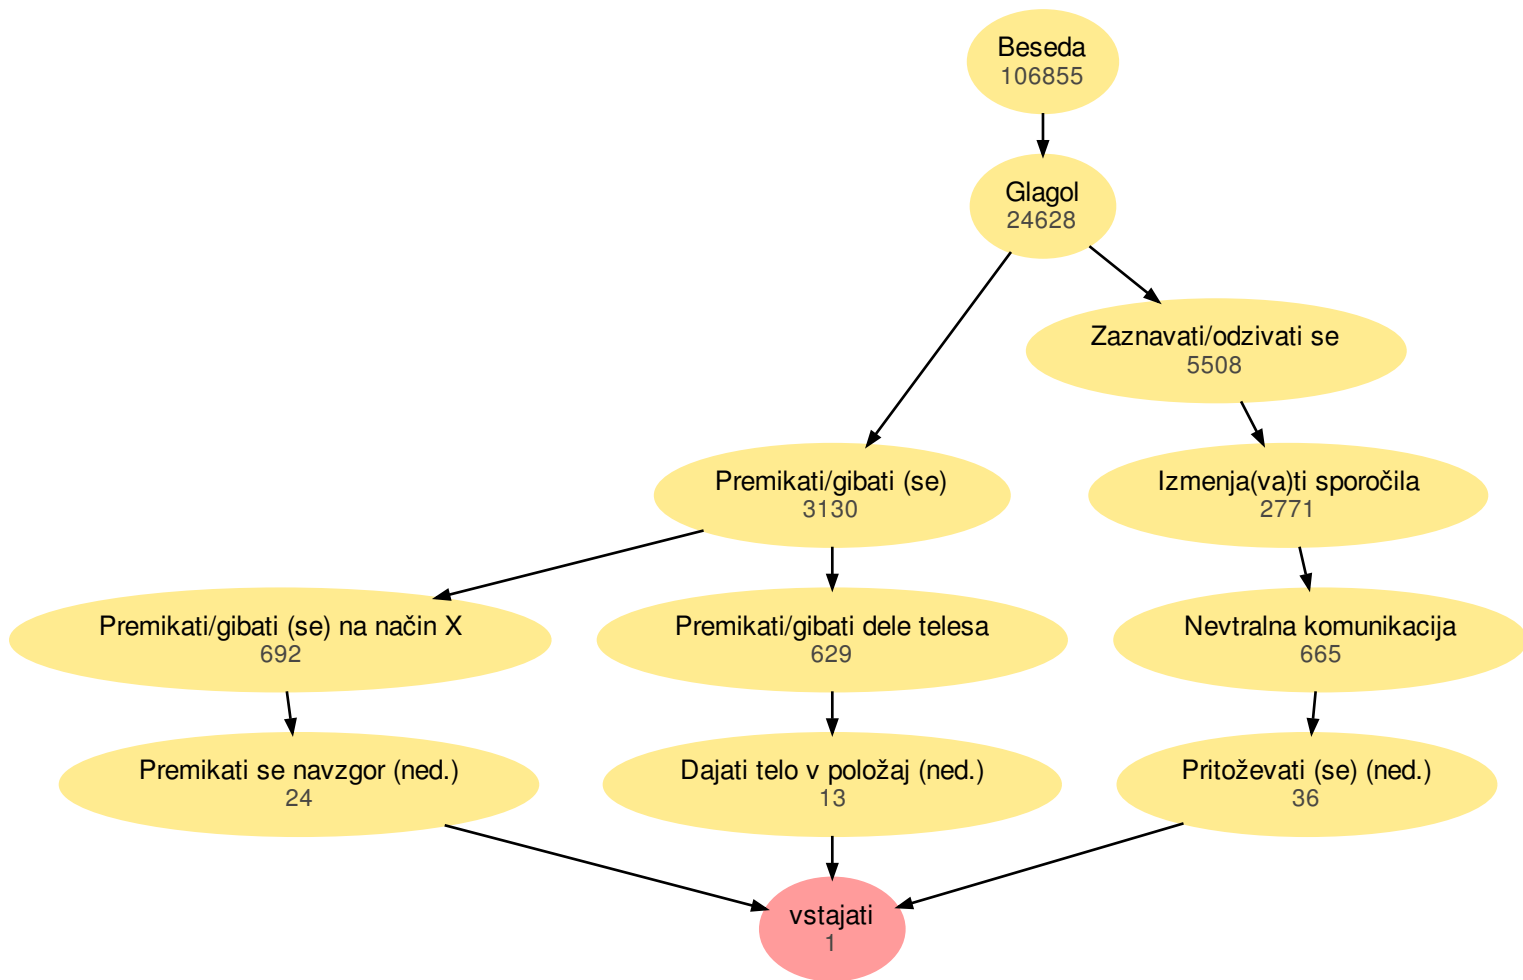 Beseda
106855
Glagol
24628
Zaznavati/odzivati se
5508
Premikati/gibati (se)
3130
Izmenja(va)ti sporočila
2771
Premikati/gibati (se) na način X
692
Premikati/gibati dele telesa
629
Nevtralna komunikacija
665
Premikati se navzgor (ned.)
24
Dajati telo v položaj (ned.)
13
Pritoževati (se) (ned.)
36
vstajati
1